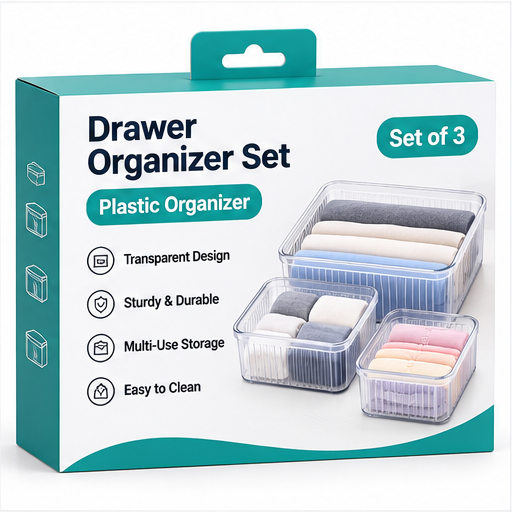 Drawer
Organizer Set
Set of 3
Plastic Organizer
Transparent Design
Sturdy & Durable
Multi-Use Storage
Easy to Clean